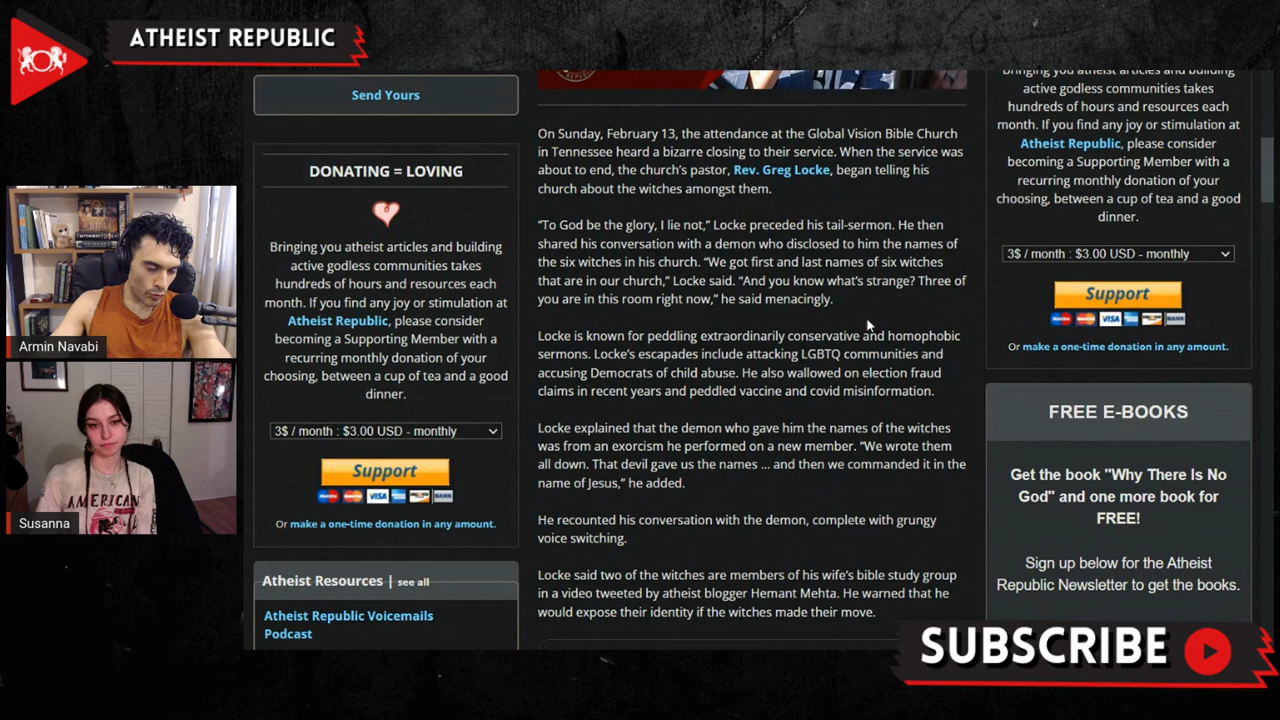 ATHEIST REPUBLIC
Send Yours
DONATING = LOVING
Bringing you atheist articles and building
active godless communities takes
hundreds of hours and resources each
month. If you find any joy or stimulation at
Atheist Republic, please consider
becoming a Supporting Member with a
recurring monthly donation of your
choosing, between a cup of tea and a good
dinner.
3$ / month : $3.00 USD - monthly
Support
VISA
BANK
Or make a one-time donation in any amount.
Atheist Resources | see all
Atheist Republic Voicemails
Podcast
On Sunday, February 13, the attendance at the Global Vision Bible Church
in Tennessee heard a bizarre closing to their service. When the service was
about to end, the church's pastor, Rev. Greg Locke, began telling his
church about the witches amongst them.
“To God be the glory, I lie not,” Locke preceded his tail-sermon. He then
shared his conversation with a demon who disclosed to him the names of
the six witches in his church. “We got first and last names of six witches
that are in our church,” Locke said. “And you know what's strange? Three of
you are in this room right now,” he said menacingly.
Locke is known for peddling extraordinarily conservative and homophobic
sermons. Locke's escapades include attacking LGBTQ communities and
accusing Democrats of child abuse. He also wallowed on election fraud
claims in recent years and peddled vaccine and covid misinformation.
Locke explained that the demon who gave him the names of the witches
was from an exorcism he performed on a new member. “We wrote them
all down. That devil gave us the names ... and then we commanded it in the
name of Jesus,” he added.
He recounted his conversation with the demon, complete with grungy
voice switching.
Locke said two of the witches are members of his wife's bible study group
in a video tweeted by atheist blogger Hemant Mehta. He warned that he
would expose their identity if the witches made their move.
Bringing you atheist articles and building
active godless communities takes
hundreds of hours and resources each
month. If you find any joy or stimulation at
Atheist Republic, please consider
becoming a Supporting Member with a
recurring monthly donation of your
choosing, between a cup of tea and a good
dinner.
3$ / month : $3.00 USD - monthly
Support
VISA
BANK
Or make a one-time donation in any amount.
FREE E-BOOKS
Get the book "Why There Is No
God" and one more book for
FREE!
Sign up below for the Atheist
Republic Newsletter to get the books.
Armin Navabi
AMERICAN
Susanna
SUBSCRIBE